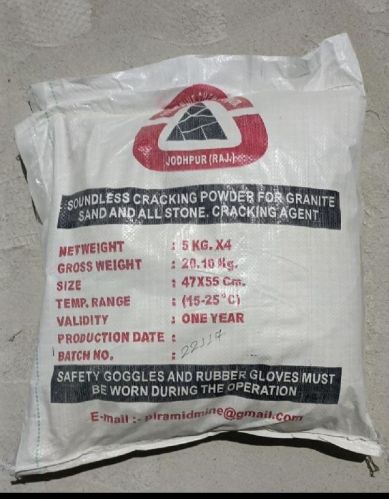 JODHPUR (RAJ.)
SOUNDLESS CRACKING POWDER FOR GRANITE
SAND AND ALL STONE. CRACKING AGENT
NETWEIGHT : 5 KG. X4
GROSS WEIGHT : 20.10 Kg.
SIZE : 47X55 Cm.
TEMP. RANGE : (15-25°C)
VALIDITY : ONE YEAR
PRODUCTION DATE :
BATCH NO. :
SAFETY GOGGLES AND RUBBER GLOVES MUST
BE WORN DURING THE OPERATION
E-mail :- piramidmine@gmail.com